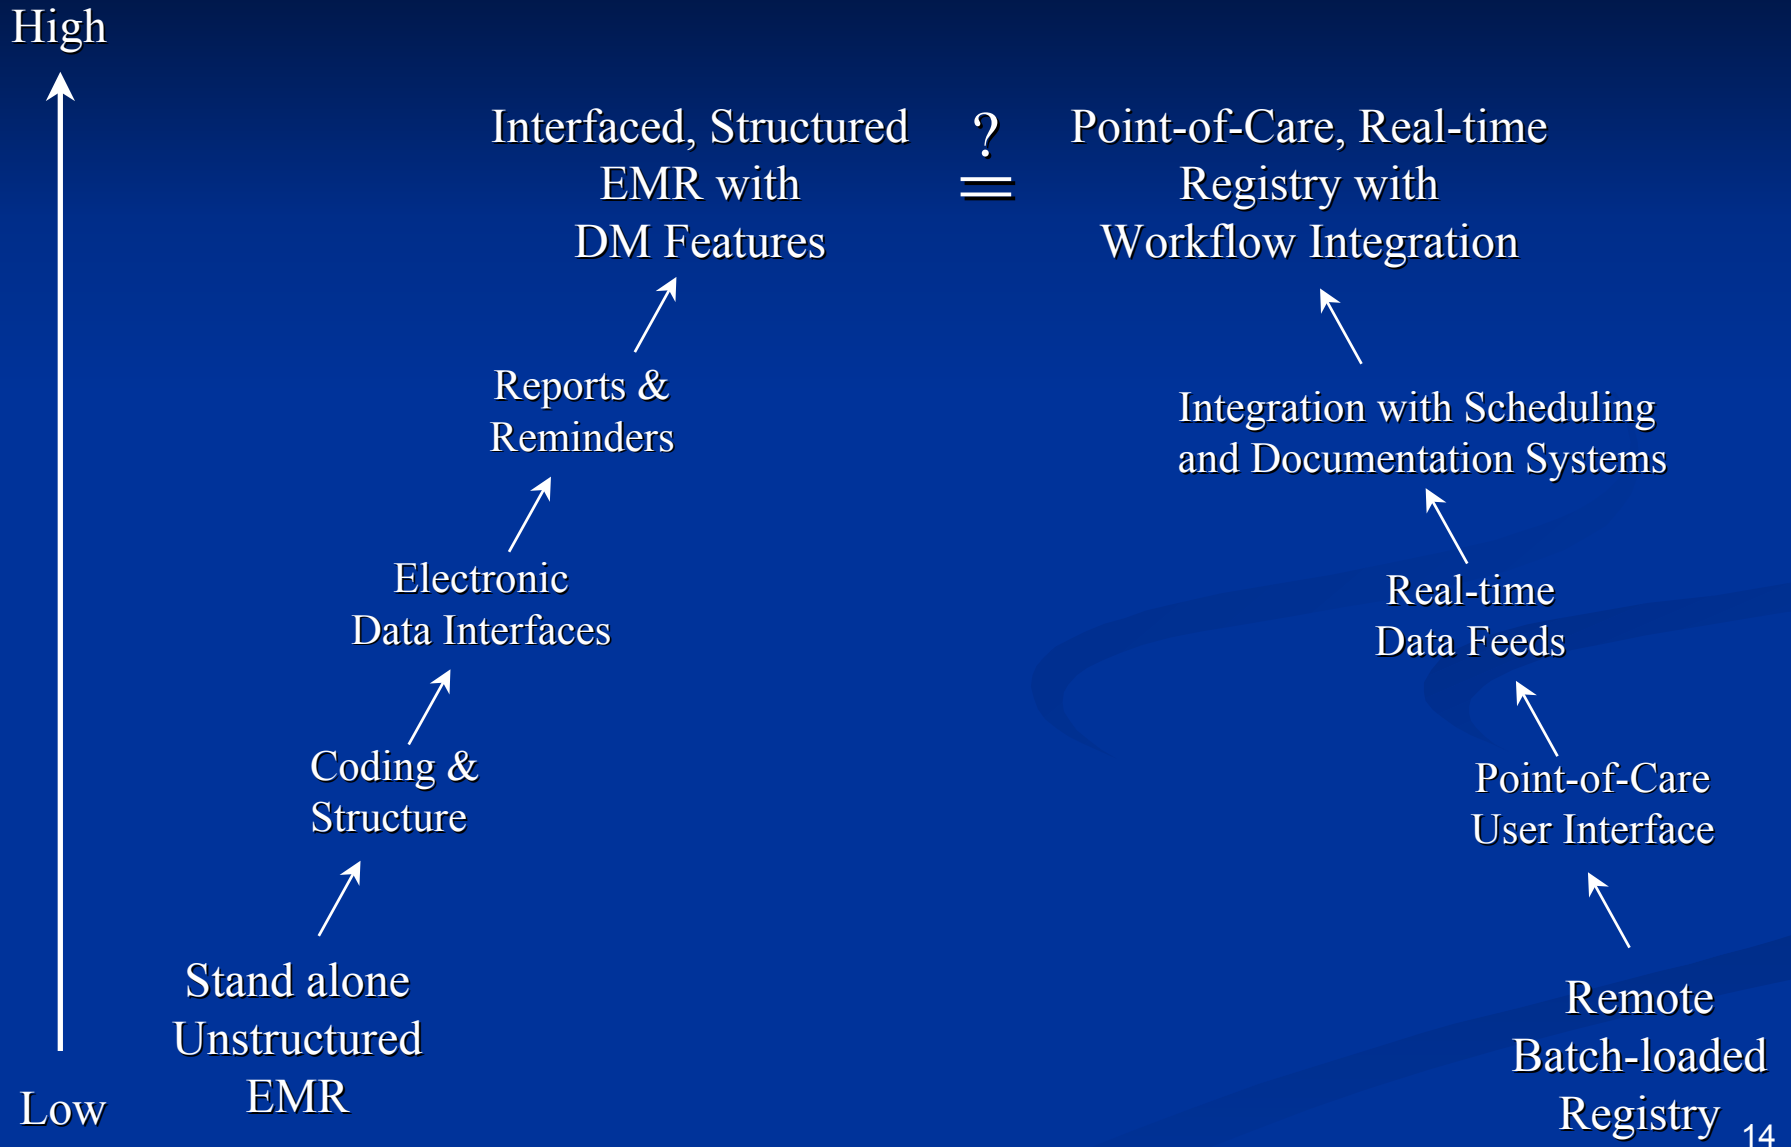 High
Interfaced, Structured
EMR with
DM Features
?
=
Point-of-Care, Real-time
Registry with
Workflow Integration
Reports &
Reminders
Integration with Scheduling
and Documentation Systems
Electronic
Data Interfaces
Real-time
Data Feeds
Coding &
Structure
Point-of-Care
User Interface
Stand alone
Unstructured
EMR
Remote
Batch-loaded
Registry
Low
14